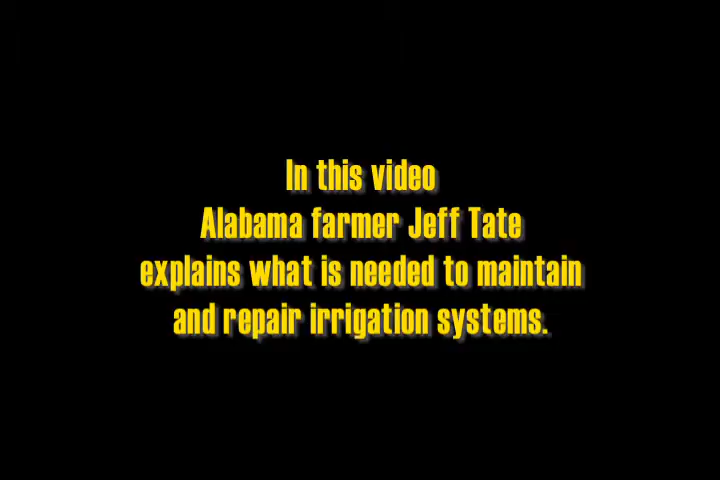 In this video
Alabama farmer Jeff Tate
explains what is needed to maintain
and repair irrigation systems.